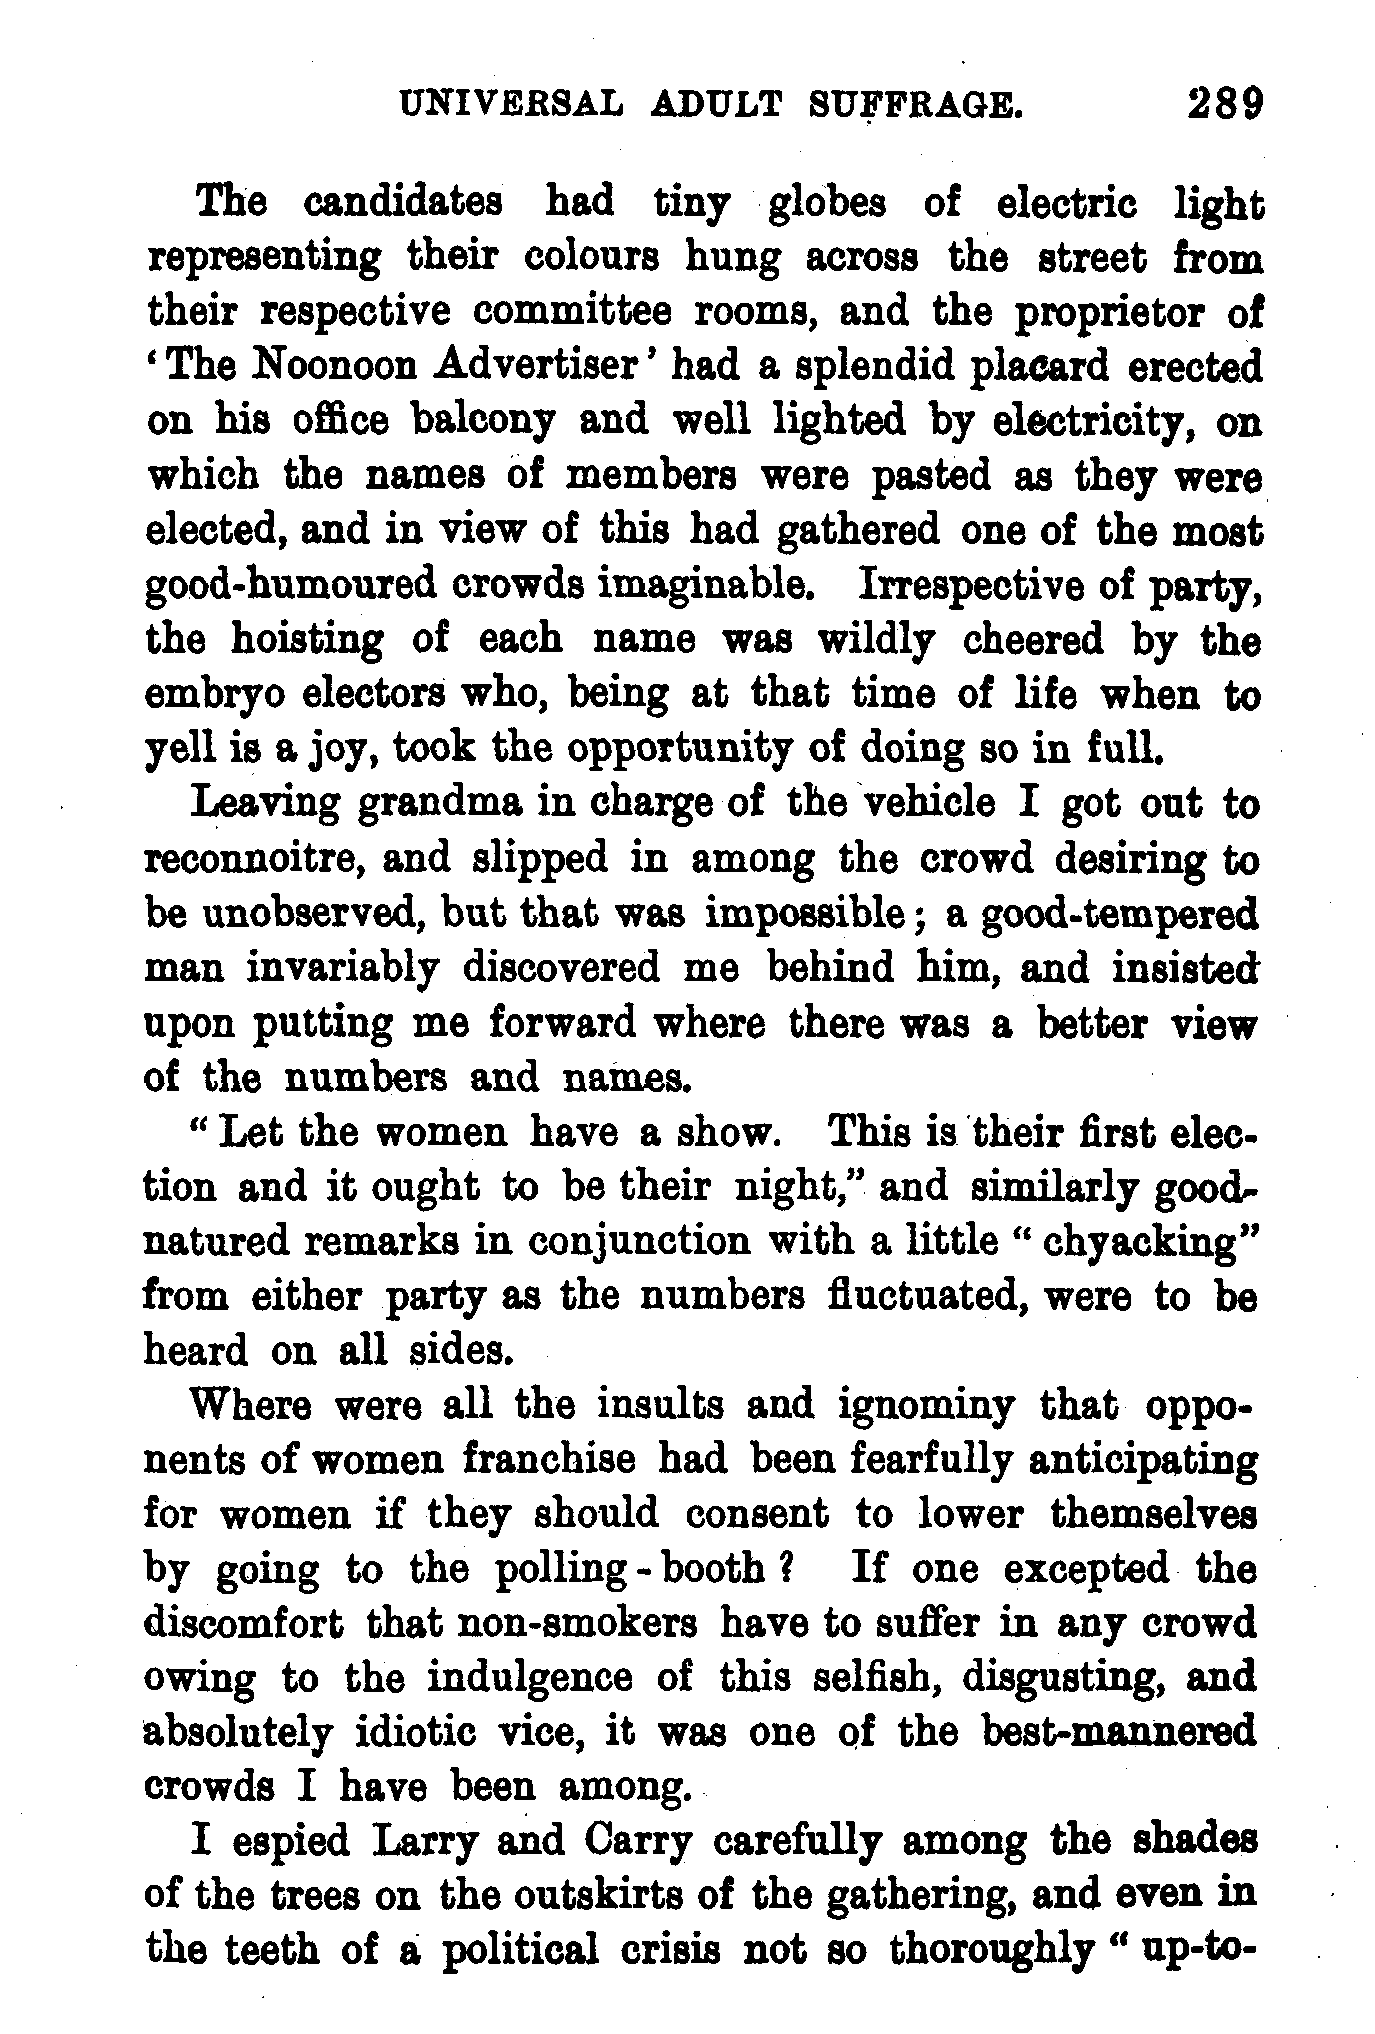 UNIVERSAL ADULT SUFFRAGE. 289
The candidates had tiny globes of electric light
representing their colours hung across the street from
their respective committee rooms, and the proprietor of
‘The Noonoon Advertiser’ had a splendid placard erected
on his office balcony and well lighted by electricity, on
which the names of members were pasted as they were
elected, and in view of this had gathered one of the most
good-humoured crowds imaginable. Irrespective of party,
the hoisting of each name was wildly cheered by the
embryo electors who, being at that time of life when to
yell is a joy, took the opportunity of doing so in full.
Leaving grandma in charge of the vehicle I got out to
reconnoitre, and slipped in among the crowd desiring to
be unobserved, but that was impossible; a good-tempered
man invariably discovered me behind him, and insisted
upon putting me forward where there was a better view
of the numbers and names.
“Let the women have a show. This is their first elec-
tion and it ought to be their night,” and similarly good-
natured remarks in conjunction with a little “chyacking”
from either party as the numbers fluctuated, were to be
heard on all sides.
Where were all the insults and ignominy that oppo-
nents of women franchise had been fearfully anticipating
for women if they should consent to lower themselves
by going to the polling-booth? If one excepted the
discomfort that non-smokers have to suffer in any crowd
owing to the indulgence of this selfish, disgusting, and
absolutely idiotic vice, it was one of the best-mannered
crowds I have been among.
I espied Larry and Carry carefully among the shades
of the trees on the outskirts of the gathering, and even in
the teeth of a political crisis not so thoroughly “up-to-